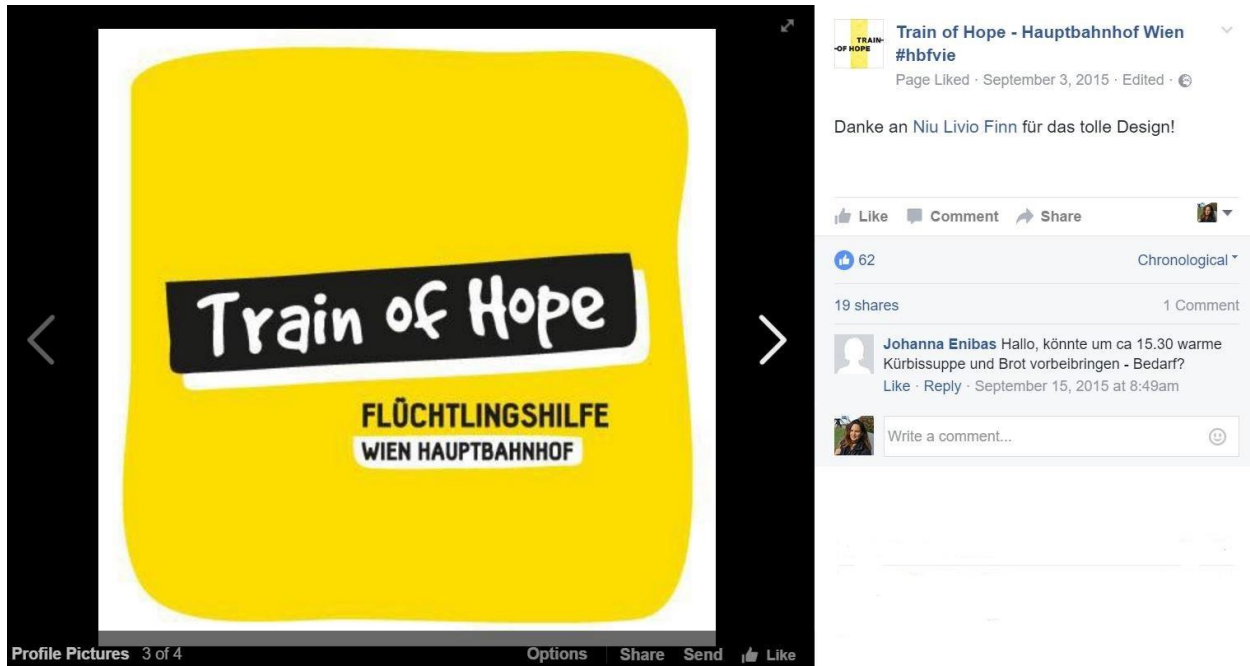 Train of Hope
FLÜCHTLINGSHILFE
WIEN HAUPTBAHNHOF
Profile Pictures 3 of 4
Options Share Send Like
TRAIN-
-OF HOPE
Train of Hope - Hauptbahnhof Wien
#hbfvie
Page Liked · September 3, 2015 · Edited ·
Danke an Niu Livio Finn für das tolle Design!
Like Comment Share
62
Chronological
19 shares
1 Comment
Johanna Enibas Hallo, könnte um ca 15.30 warme
Kürbissuppe und Brot vorbeibringen - Bedarf?
Like · Reply · September 15, 2015 at 8:49am
Write a comment...